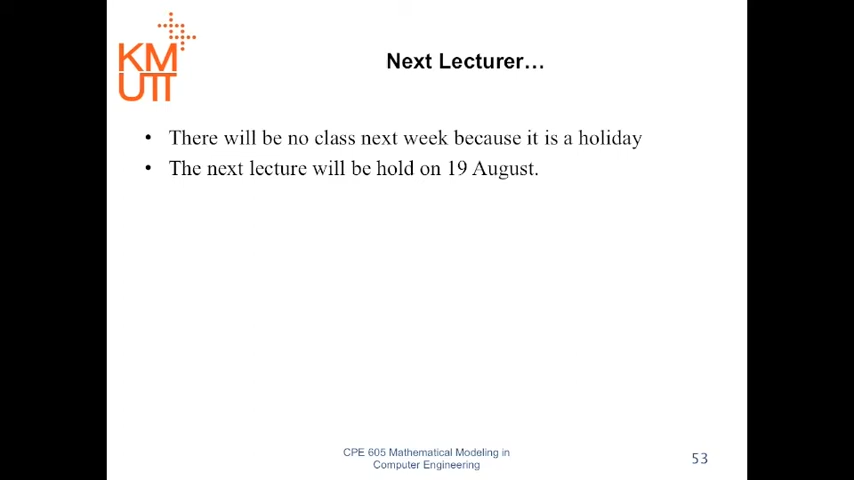 KM
UTT
Next Lecturer…
• There will be no class next week because it is a holiday
• The next lecture will be hold on 19 August.
CPE 605 Mathematical Modeling in
Computer Engineering
53